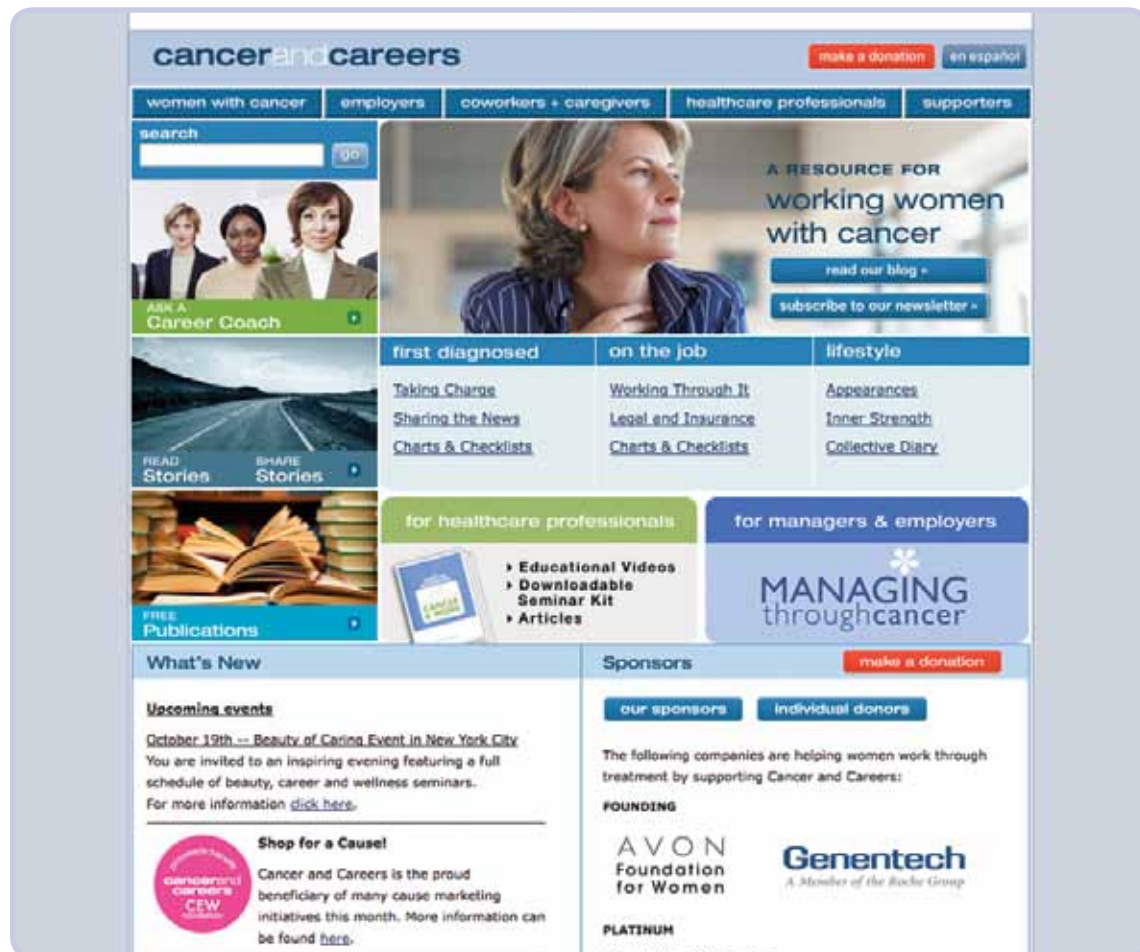 cancerandcareers
make a donation
en español
women with cancer
employers
coworkers + caregivers
healthcare professionals
supporters
search
go
A RESOURCE FOR
working women
with cancer
read our blog »
subscribe to our newsletter »
ASK A
Career Coach
first diagnosed
Taking Charge
Sharing the News
Charts & Checklists
on the job
Working Through It
Legal and Insurance
Charts & Checklists
lifestyle
Appearances
Inner Strength
Collective Diary
READ
Stories
SHARE
Stories
for healthcare professionals
CANCER
& WORK
Educational Videos
Downloadable
Seminar Kit
Articles
for managers & employers
MANAGING
throughcancer
FREE
Publications
What's New
Upcoming events
October 19th -- Beauty of Caring Event in New York City
You are invited to an inspiring evening featuring a full
schedule of beauty, career and wellness seminars.
For more information click here.
cancerand
careers
CEW
Shop for a Cause!
Cancer and Careers is the proud
beneficiary of many cause marketing
initiatives this month. More information can
be found here.
Sponsors
make a donation
our sponsors
individual donors
The following companies are helping women work through
treatment by supporting Cancer and Careers:
FOUNDING
AVON
Foundation
for Women
Genentech
A Member of the Roche Group
PLATINUM